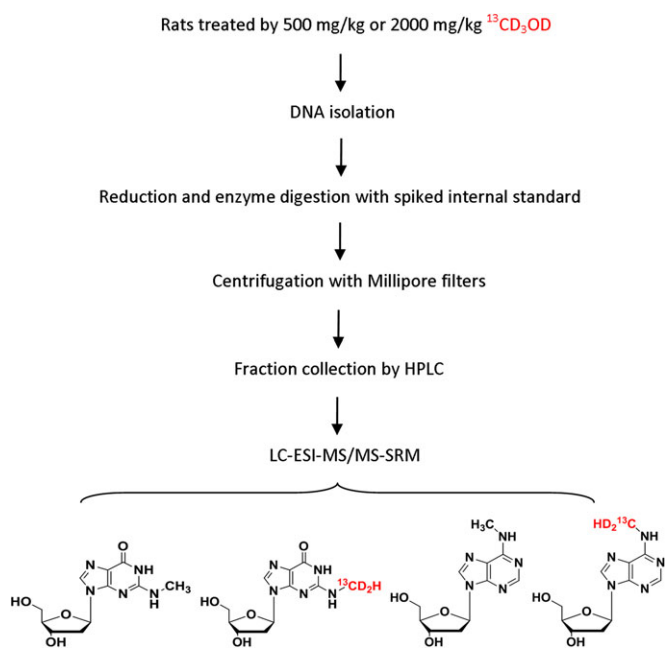 Rats treated by 500 mg/kg or 2000 mg/kg ¹³CD₃OD
DNA isolation
Reduction and enzyme digestion with spiked internal standard
Centrifugation with Millipore filters
Fraction collection by HPLC
LC-ESI-MS/MS-SRM
O
N
NH
N
N
N
H
CH₃
HO
O
OH
O
N
NH
N
N
N
H
¹³CD₂H
HO
O
OH
H₃C
NH
N
N
N
N
HO
O
OH
HD₂¹³C
NH
N
N
N
N
HO
O
OH